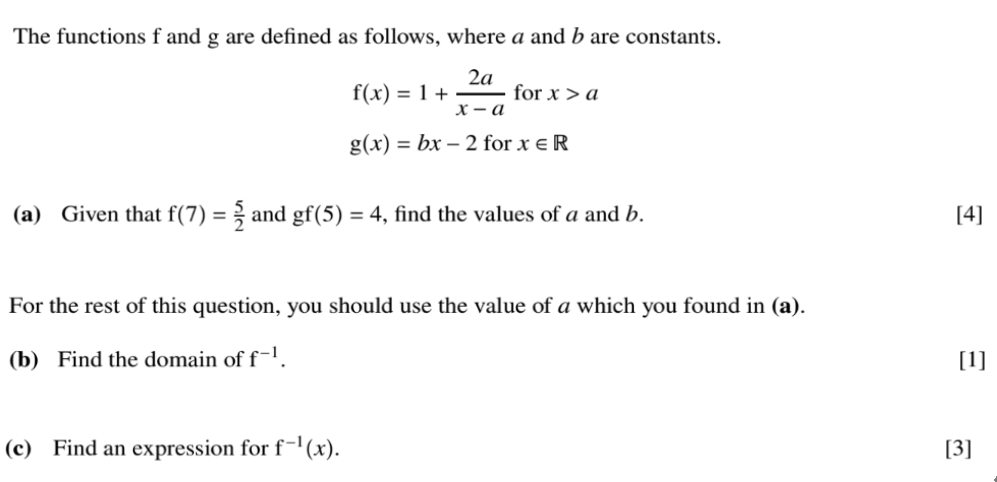 The functions f and g are defined as follows, where a and b are constants.
f(x) = 1 + \frac{2a}{x − a} for x > a
g(x) = bx − 2 for x ∈ ℝ
(a) Given that f(7) = \frac{5}{2} and gf(5) = 4, find the values of a and b. [4]
For the rest of this question, you should use the value of a which you found in (a).
(b) Find the domain of f⁻¹. [1]
(c) Find an expression for f⁻¹(x). [3]